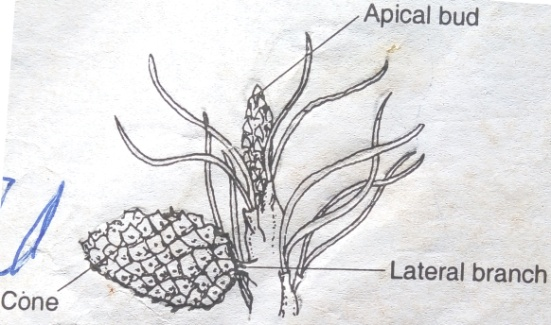 Apical bud
Lateral branch
Cone